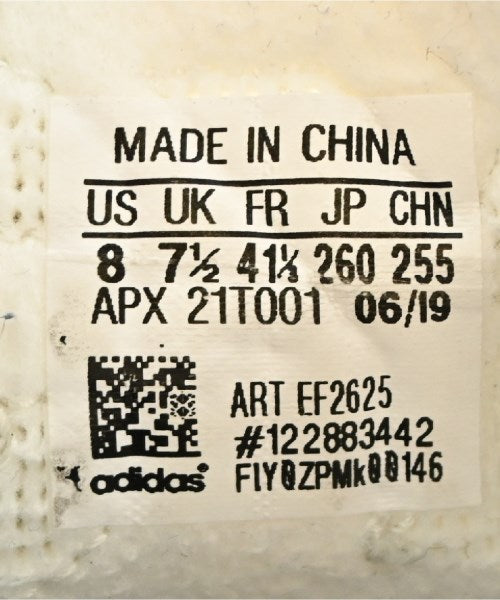 MADE IN CHINA
US UK FR JP CHN
8 7½ 41⅓ 260 255
APX 21T001 06/19
ART EF2625
#122883442
FIY0ZPMk00146
adidas